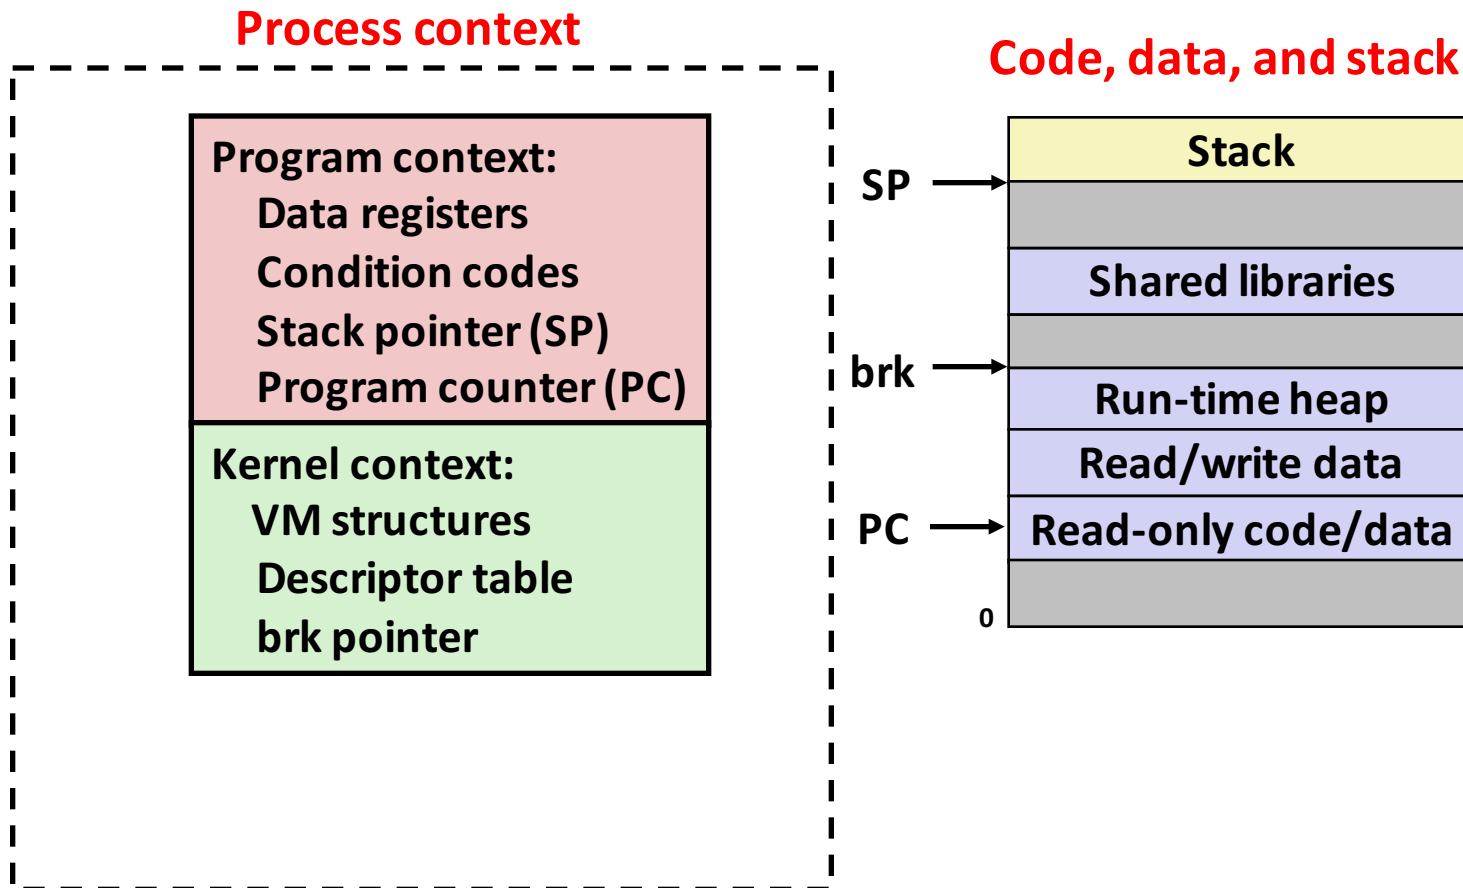 Process context
Program context:
Data registers
Condition codes
Stack pointer (SP)
Program counter (PC)
Kernel context:
VM structures
Descriptor table
brk pointer
Code, data, and stack
Stack
SP
Shared libraries
brk
Run-time heap
Read/write data
PC
Read-only code/data
0